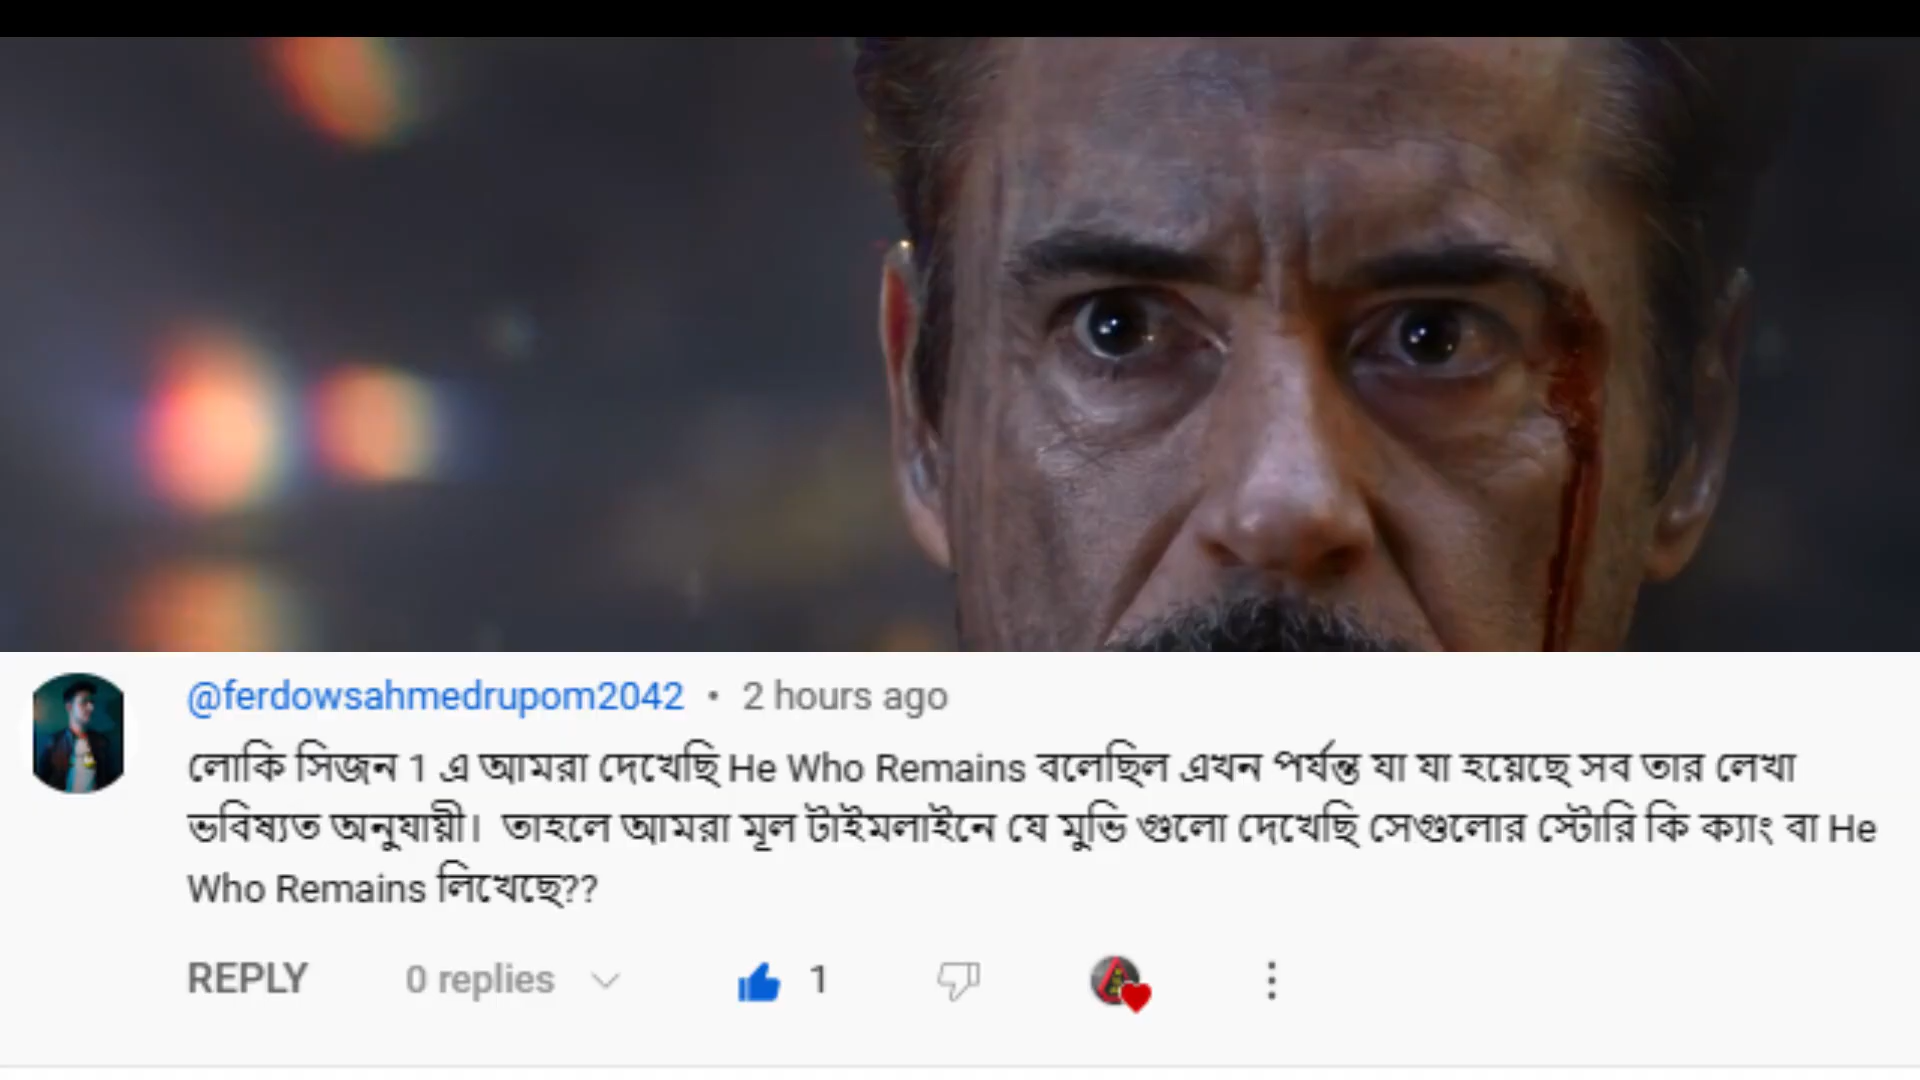 @ferdowsahmedrupom2042 • 2 hours ago
লোকি সিজন 1 এ আমরা দেখেছি He Who Remains বলেছিল এখন পর্যন্ত যা যা হয়েছে সব তার লেখা
ভবিষ্যত অনুযায়ী। তাহলে আমরা মূল টাইমলাইনে যে মুভি গুলো দেখেছি সেগুলোর স্টোরি কি ক্যাং বা He
Who Remains লিখেছে??
REPLY 0 replies 1